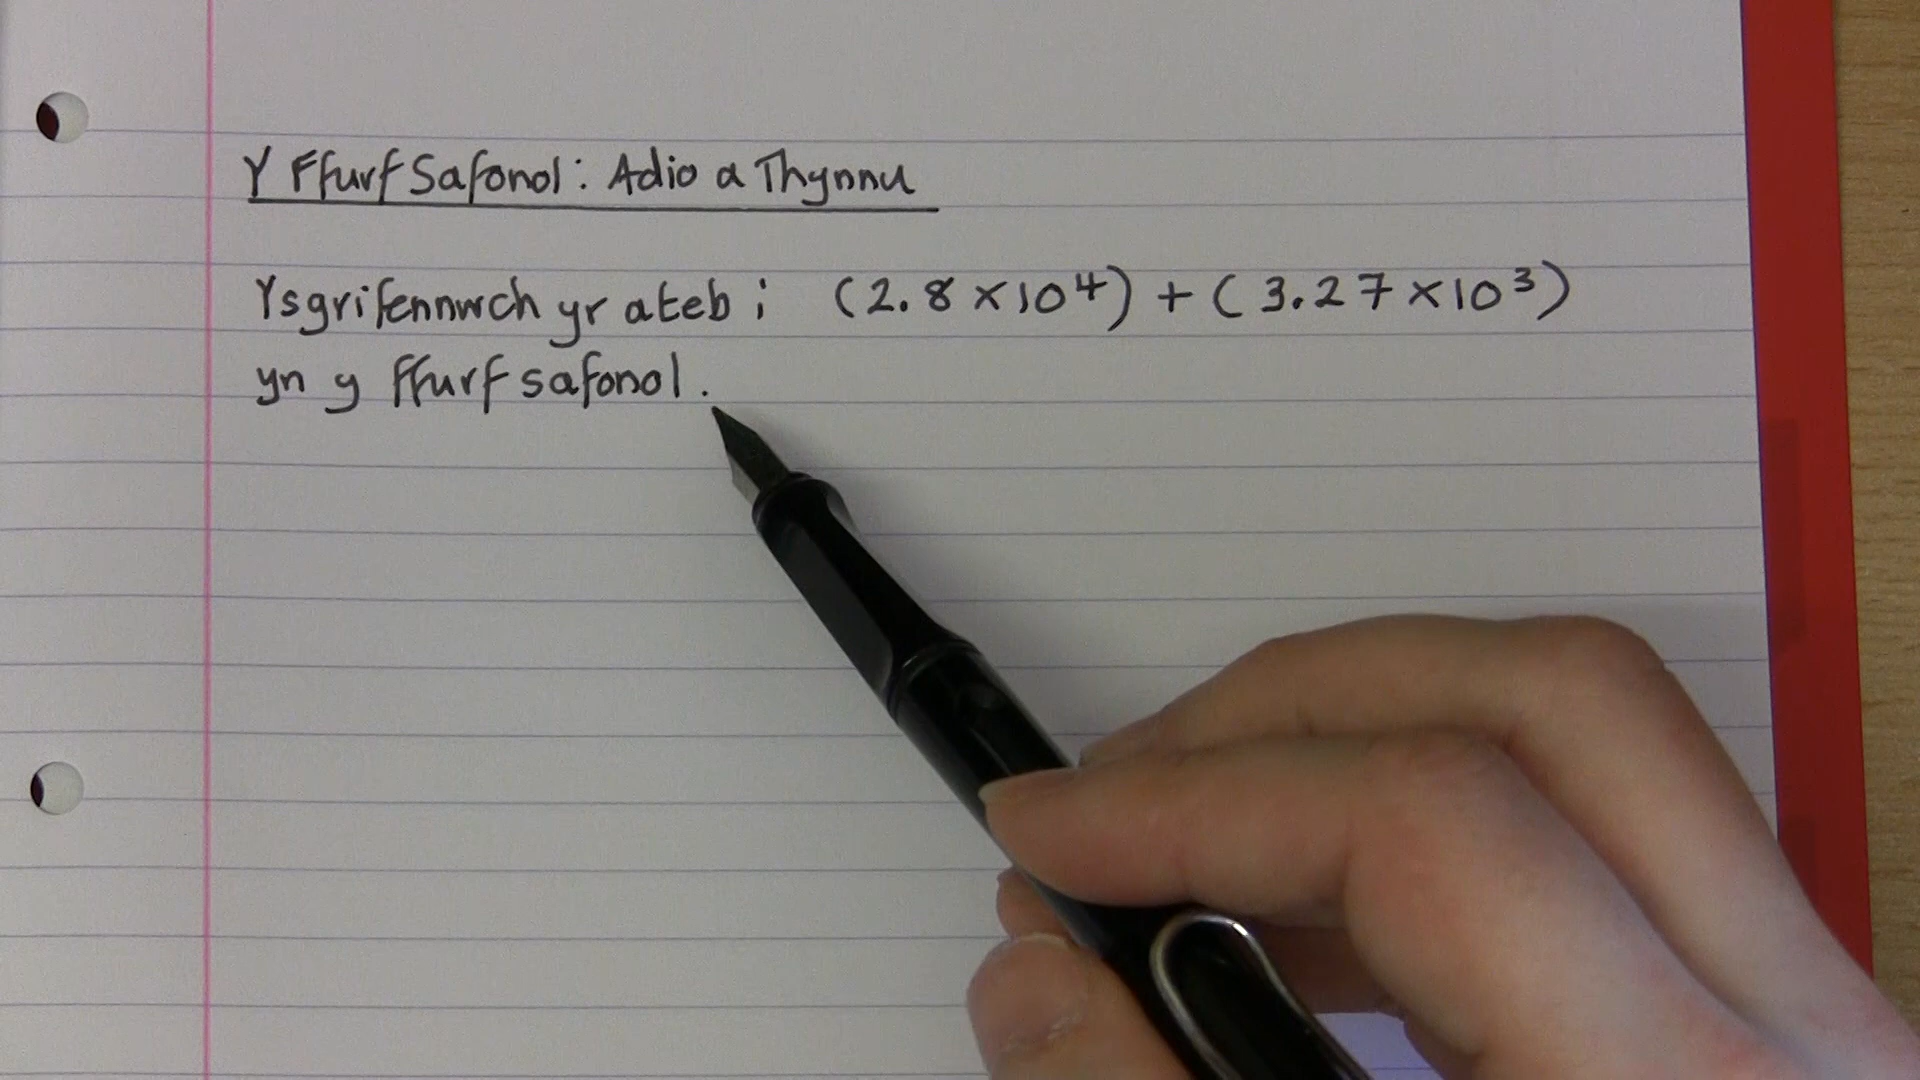 Y Ffurf Safonol: Adio a Thynnu
Ysgrifennwch yr ateb i (2.8 × 10⁴) + (3.27 × 10³)
yn y ffurf safonol.